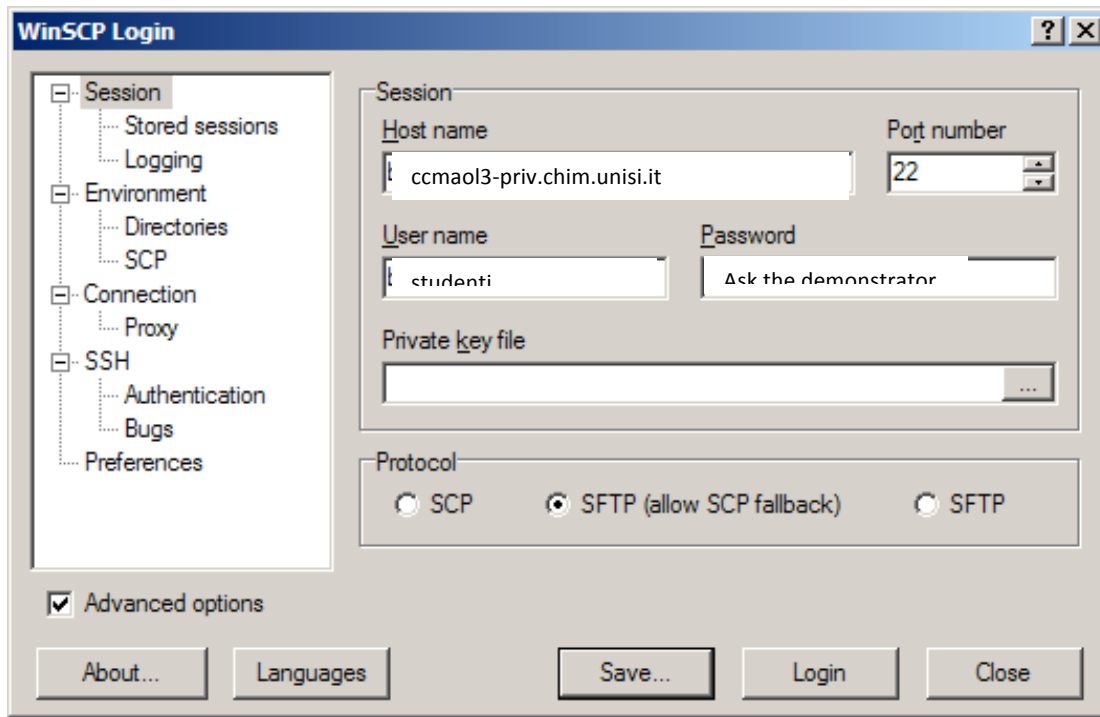 WinSCP Login
Session
Stored sessions
Logging
Environment
Directories
SCP
Connection
Proxy
SSH
Authentication
Bugs
Preferences
Session
Host name
Port number
ccmaol3-priv.chim.unisi.it
22
User name
Password
studenti
Ask the demonstrator
Private key file
...
Protocol
SCP
SFTP (allow SCP fallback)
SFTP
Advanced options
About...
Languages
Save...
Login
Close